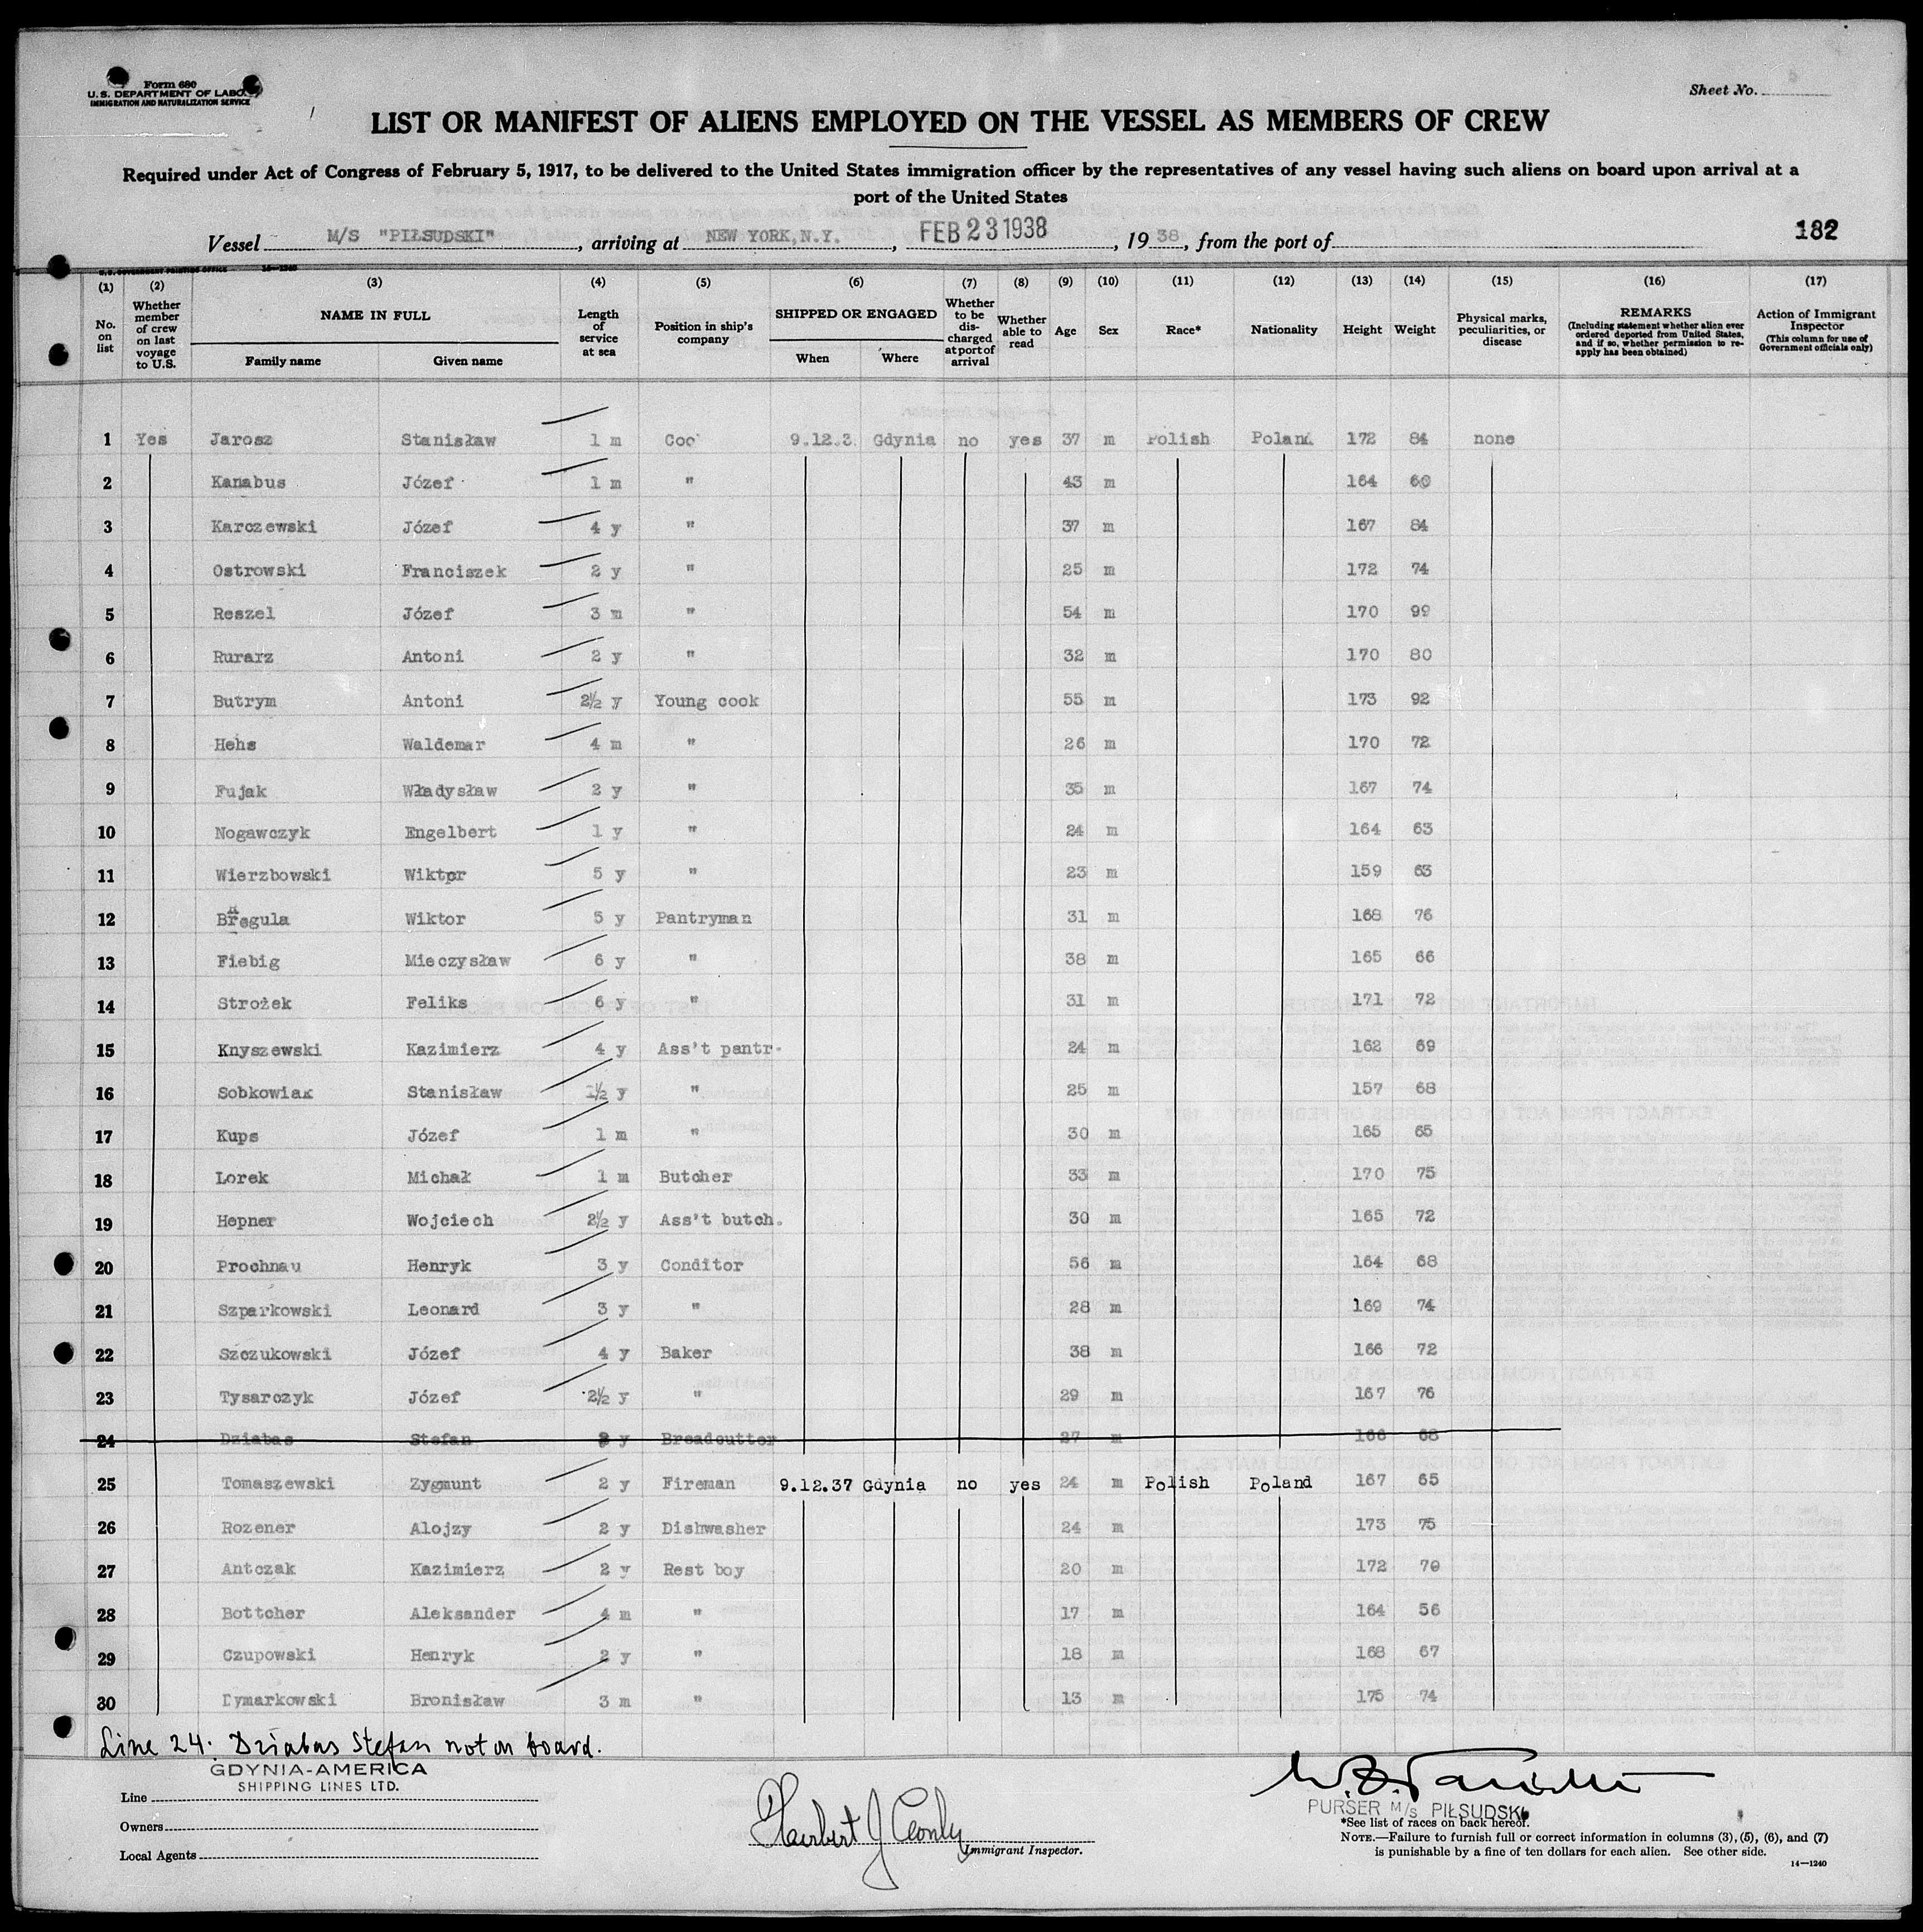 Form 680
U. S. DEPARTMENT OF LABOR
IMMIGRATION AND NATURALIZATION SERVICE
Sheet No.
LIST OR MANIFEST OF ALIENS EMPLOYED ON THE VESSEL AS MEMBERS OF CREW
Required under Act of Congress of February 5, 1917, to be delivered to the United States immigration officer by the representatives of any vessel having such aliens on board upon arrival at a
port of the United States
Vessel M/S "PIŁSUDSKI", arriving at NEW YORK, N.Y., FEB 23 1938, 19 38, from the port of 182
U.S. GOVERNMENT PRINTING OFFICE 14-1240
(1) No. on list (2) Whether member of crew on last voyage to U.S. (3) NAME IN FULL Family name Given name (4) Length of service at sea (5) Position in ship's company (6) SHIPPED OR ENGAGED When Where (7) Whether to be discharged at port of arrival (8) Whether able to read (9) Age (10) Sex (11) Race* (12) Nationality (13) Height (14) Weight (15) Physical marks, peculiarities, or disease (16) REMARKS (Including statement whether alien ever ordered deported from United States, and if so, whether permission to re-apply has been obtained) (17) Action of Immigrant Inspector (This column for use of Government officials only)
1 Yes Jarosz Stanisław 1 m Coo 9.12.3 Gdynia no yes 37 m Polish Poland 172 84 none
2 Kanabus Józef 1 m " 43 m 164 60
3 Karczewski Józef 4 y " 37 m 167 84
4 Ostrowski Franciszek 2 y " 25 m 172 74
5 Reszel Józef 3 m " 54 m 170 99
6 Rurarz Antoni 2 y " 32 m 170 80
7 Butrym Antoni 2½ y Young cook 55 m 173 92
8 Hehs Waldemar 4 m " 26 m 170 72
9 Fujak Władysław 2 y " 35 m 167 74
10 Nogawczyk Engelbert 1 y " 24 m 164 63
11 Wierzbowski Wiktor 5 y " 23 m 159 63
12 Bregula Wiktor 5 y Pantryman 31 m 168 76
13 Fiebig Mieczysław 6 y " 38 m 165 66
14 Strożek Feliks 6 y " 31 m 171 72
15 Knyszewski Kazimierz 4 y Ass't pantr. 24 m 162 69
16 Sobkowiak Stanisław 1½ y " 25 m 157 68
17 Kups Józef 1 m " 30 m 165 65
18 Lorek Michał 1 m Butcher 33 m 170 75
19 Hepner Wojciech 2½ y Ass't butch. 30 m 165 72
20 Prochnau Henryk 3 y Conditor 56 m 164 68
21 Szparkowski Leonard 3 y " 28 m 169 74
22 Szczukowski Józef 4 y Baker 38 m 166 72
23 Tysarczyk Józef 2½ y " 29 m 167 76
24 Dziabas Stefan 2 y Breadcutter 27 m 166 68
25 Tomaszewski Zygmunt 2 y Fireman 9.12.37 Gdynia no yes 24 m Polish Poland 167 65
26 Rozener Alojzy 2 y Dishwasher 24 m 173 75
27 Antczak Kazimierz 2 y Rest boy 20 m 172 70
28 Bottcher Aleksander 4 m " 17 m 164 56
29 Czupowski Henryk 2 y " 18 m 168 67
30 Dymarkowski Bronisław 3 m " 13 m 175 74
Line 24: Dziabas Stefan not on board.
GDYNIA-AMERICA
SHIPPING LINES LTD.
Line
Owners
Local Agents
Immigrant Inspector.
PURSER M/S PIŁSUDSKI
*See list of races on back hereof.
NOTE.—Failure to furnish full or correct information in columns (3), (5), (6), and (7)
is punishable by a fine of ten dollars for each alien. See other side.
14—1240